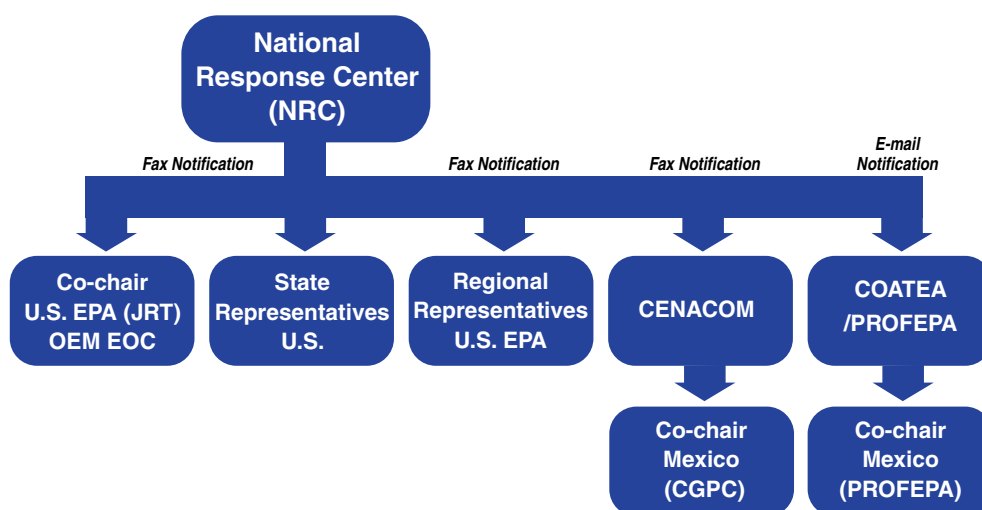 National
Response Center
(NRC)
Fax Notification
Fax Notification
Fax Notification
E-mail
Notification
Co-chair
U.S. EPA (JRT)
OEM EOC
State
Representatives
U.S.
Regional
Representatives
U.S. EPA
CENACOM
COATEA
/PROFEPA
Co-chair
Mexico
(CGPC)
Co-chair
Mexico
(PROFEPA)